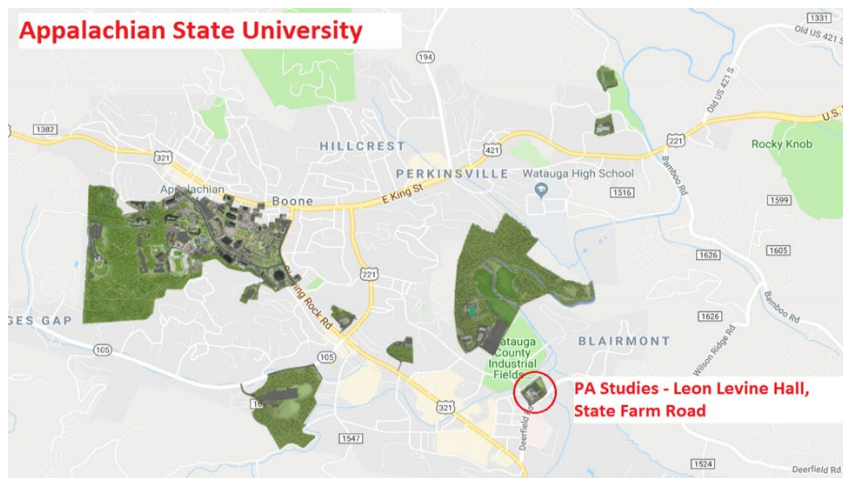 Appalachian State University
1331
Old US 421 S
194
U.S.
1382
321
HILLCREST
421
221
Old US 421 S
Rocky Knob
PERKINSVILLE
Watauga High School
Appalachian
Boone
E King St
1516
Bamboo Rd
1599
221
1626
1605
ing Rock Rd
GES GAP
1626
Bamboo Rd
105
105
atauga
County
Industrial
Fields
BLAIRMONT
Wilson Ridge Rd
PA Studies - Leon Levine Hall,
State Farm Road
321
Deerfield Rd
1547
1524
Deerfield Rd